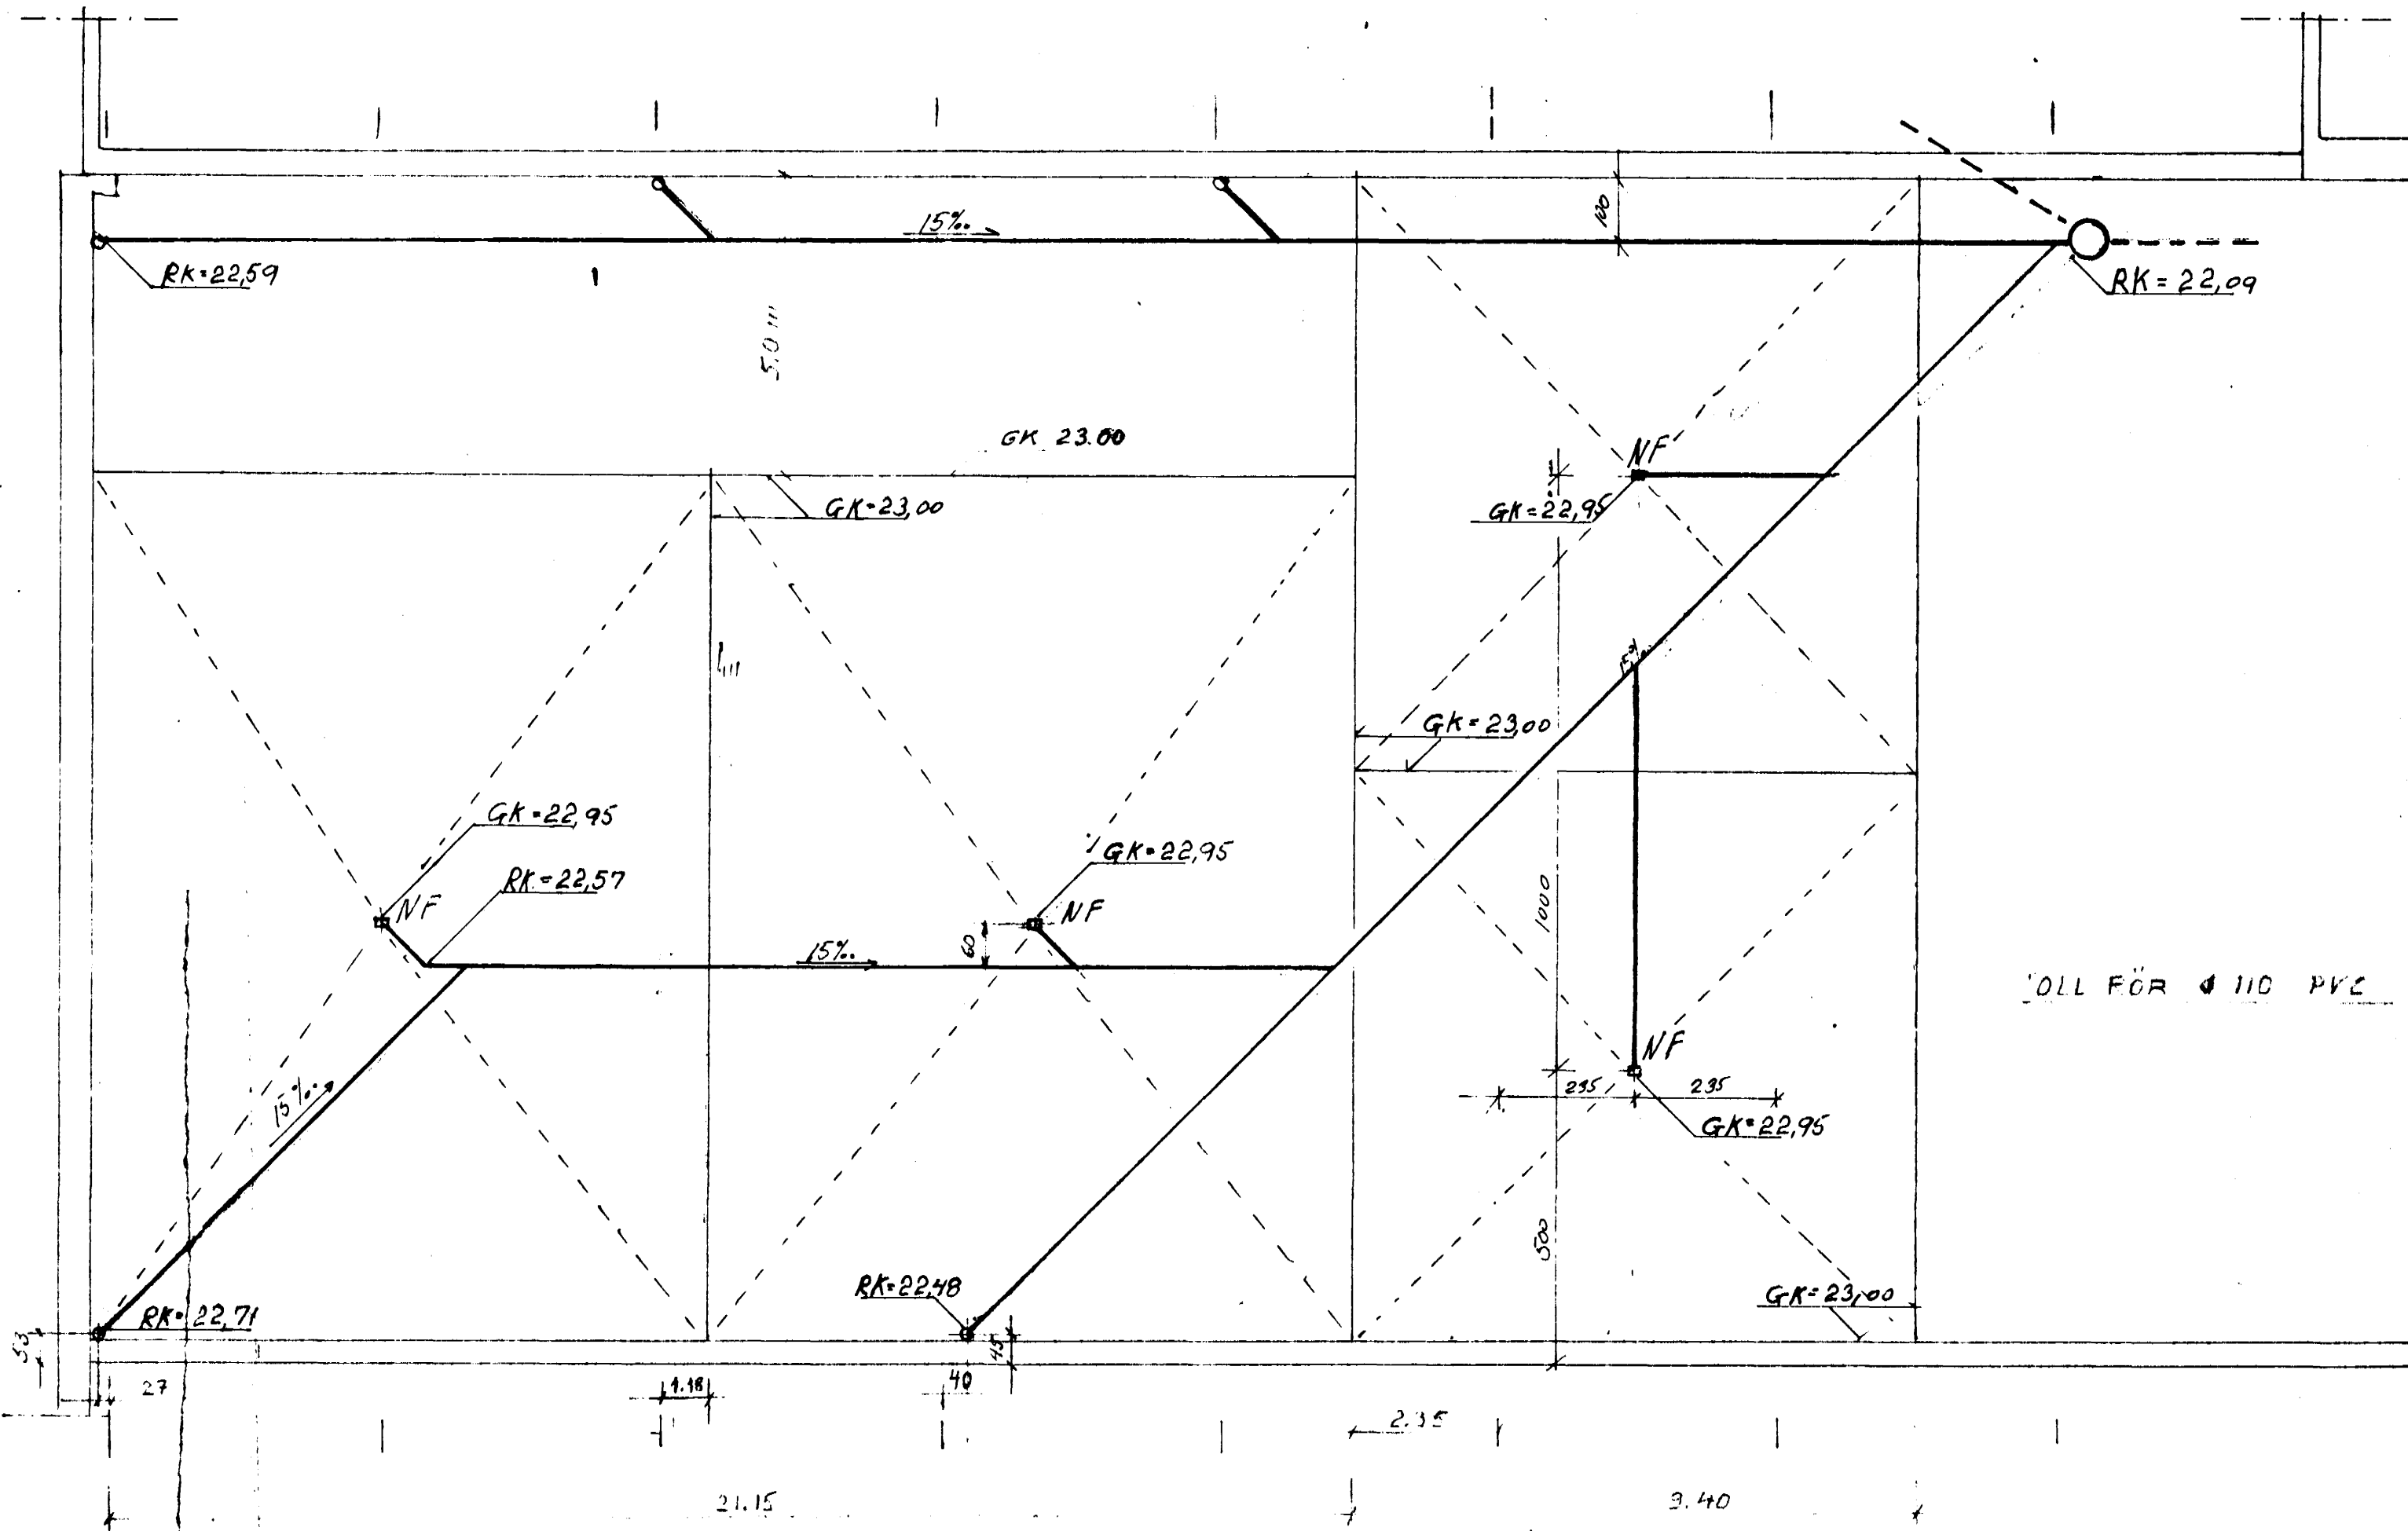 100
15‰
RK=22,59
RK=22,09
5.0 m
GK 23.00
NF
GK=23,00
GK=22,95
15‰
GK=23,00
GK=22,95
GK=22,95
RK=22,57
NF
NF
1000
60
15‰
OLL FÖR ϕ 110 PVC
NF
15‰
235
235
GK=22,95
500
RK=22,48
GK=23,00
RK=22,71
53
45
27
1.18
40
2.35
21.15
9.40